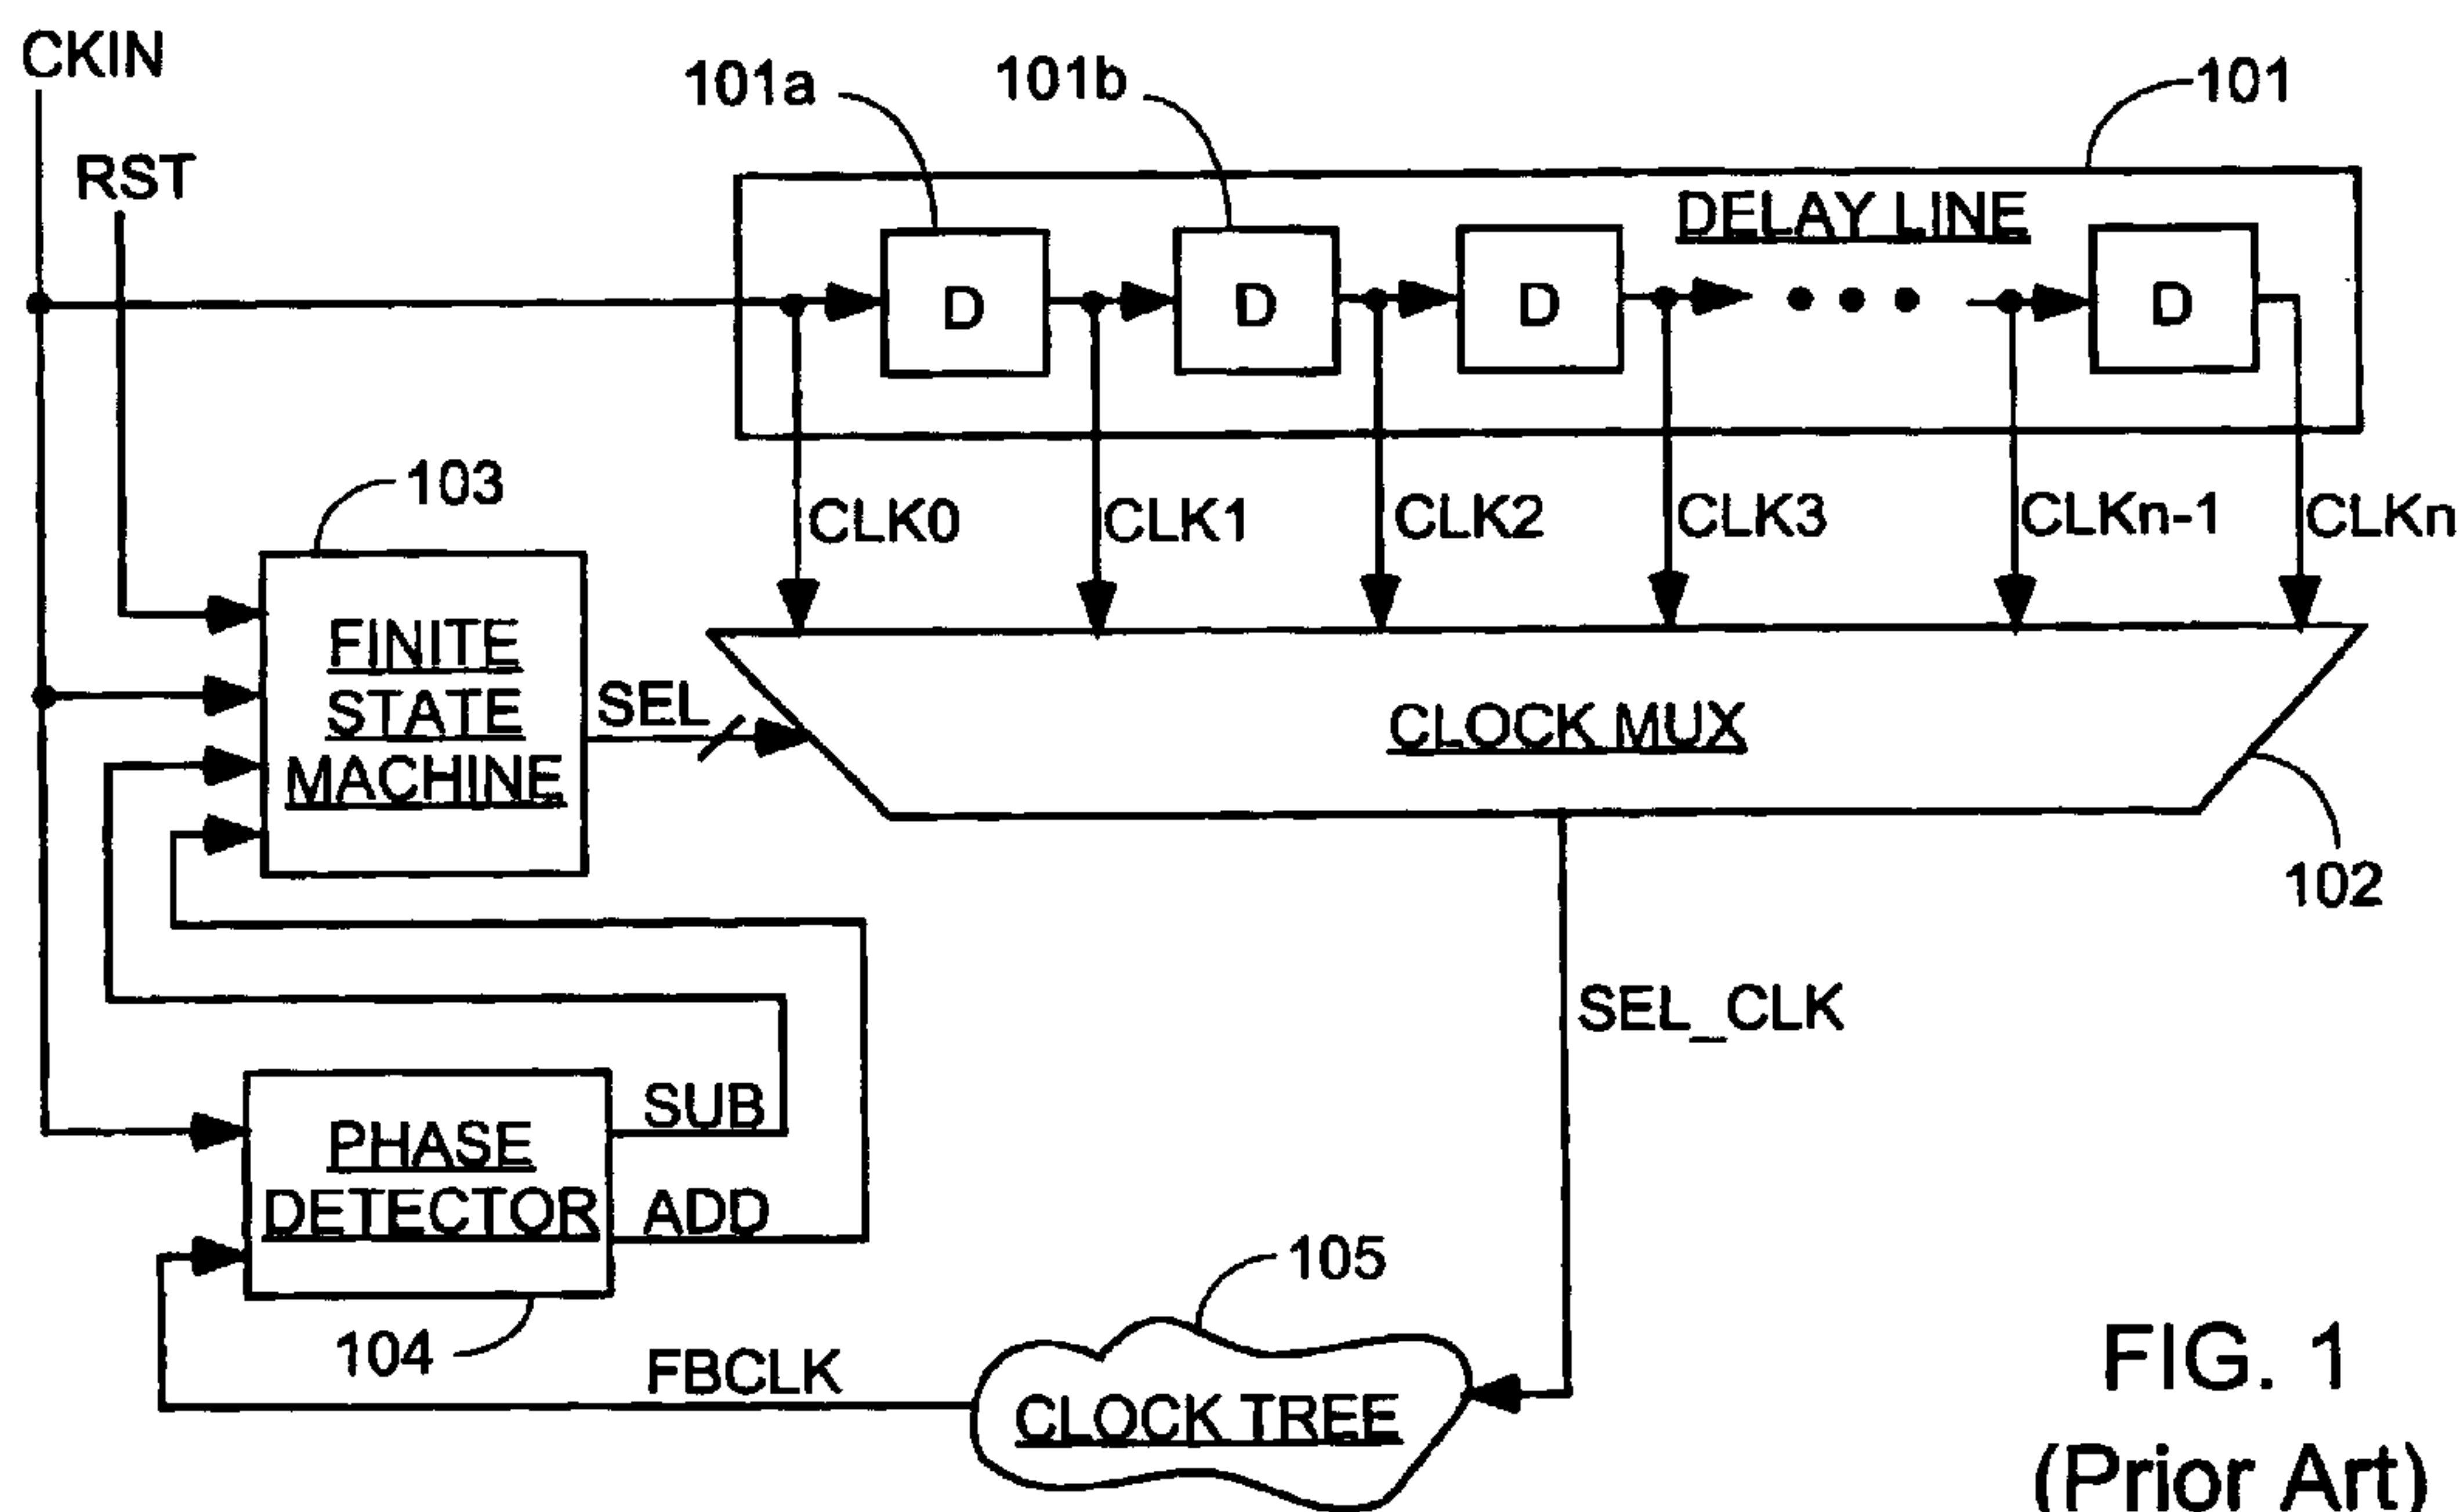 CKIN
RST
101a
101b
101
DELAY LINE
D
D
D
D
103
CLK0
CLK1
CLK2
CLK3
CLKn-1
CLKn
FINITE
STATE
MACHINE
SEL
CLOCK MUX
102
SEL_CLK
SUB
PHASE
DETECTOR
ADD
104
FBCLK
105
CLOCK TREE
FIG. 1
(Prior Art)